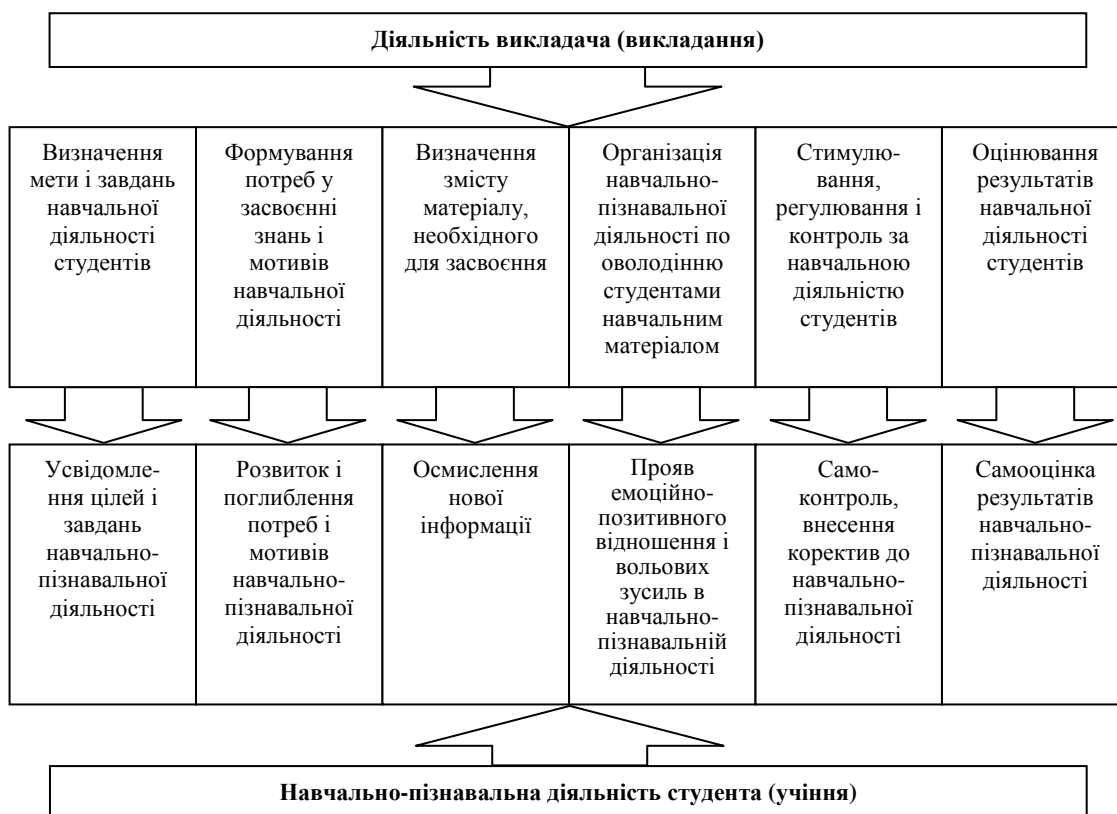 Діяльність викладача (викладання)
Визначення
мети і завдань
навчальної
діяльності
студентів
Формування
потреб у
засвоєнні
знань і
мотивів
навчальної
діяльності
Визначення
змісту
матеріалу,
необхідного
для засвоєння
Організація
навчально-
пізнавальної
діяльності по
оволодінню
студентами
навчальним
матеріалом
Стимулю-
вання,
регулювання і
контроль за
навчальною
діяльністю
студентів
Оцінювання
результатів
навчальної
діяльності
студентів
Усвідомле-
ння цілей і
завдань
навчально-
пізнавальної
діяльності
Розвиток і
поглиблення
потреб і
мотивів
навчально-
пізнавальної
діяльності
Осмислення
нової
інформації
Прояв
емоційно-
позитивного
відношення і
вольових
зусиль в
навчально-
пізнавальній
діяльності
Само-
контроль,
внесення
коректив до
навчально-
пізнавальної
діяльності
Самооцінка
результатів
навчально-
пізнавальної
діяльності
Навчально-пізнавальна діяльність студента (учіння)